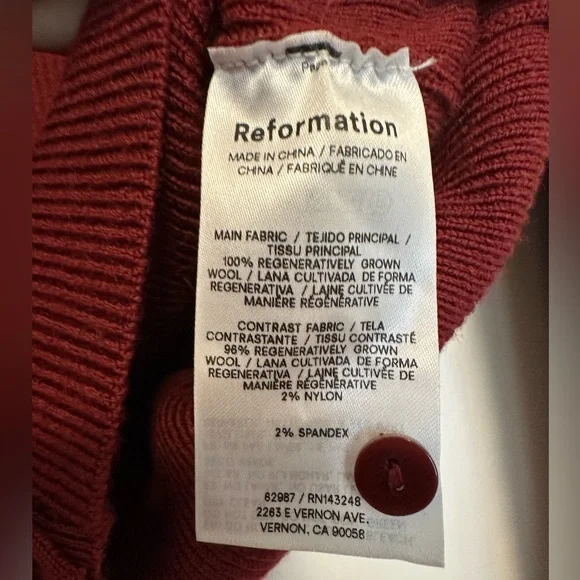 Reformation
MADE IN CHINA / FABRICADO EN
CHINA / FABRIQUÉ EN CHINE
MAIN FABRIC / TEJIDO PRINCIPAL /
TISSU PRINCIPAL
100% REGENERATIVELY GROWN
WOOL / LANA CULTIVADA DE FORMA
REGENERATIVA / LAINE CULTIVÉE DE
MANIÈRE RÉGÉNÉRATIVE
CONTRAST FABRIC / TELA
CONTRASTANTE / TISSU CONTRASTÉ
96% REGENERATIVELY GROWN
WOOL / LANA CULTIVADA DE FORMA
REGENERATIVA / LAINE CULTIVÉE DE
MANIÈRE RÉGÉNÉRATIVE
2% NYLON
2% SPANDEX
62987 / RN143248
2263 E VERNON AVE.
VERNON, CA 90058